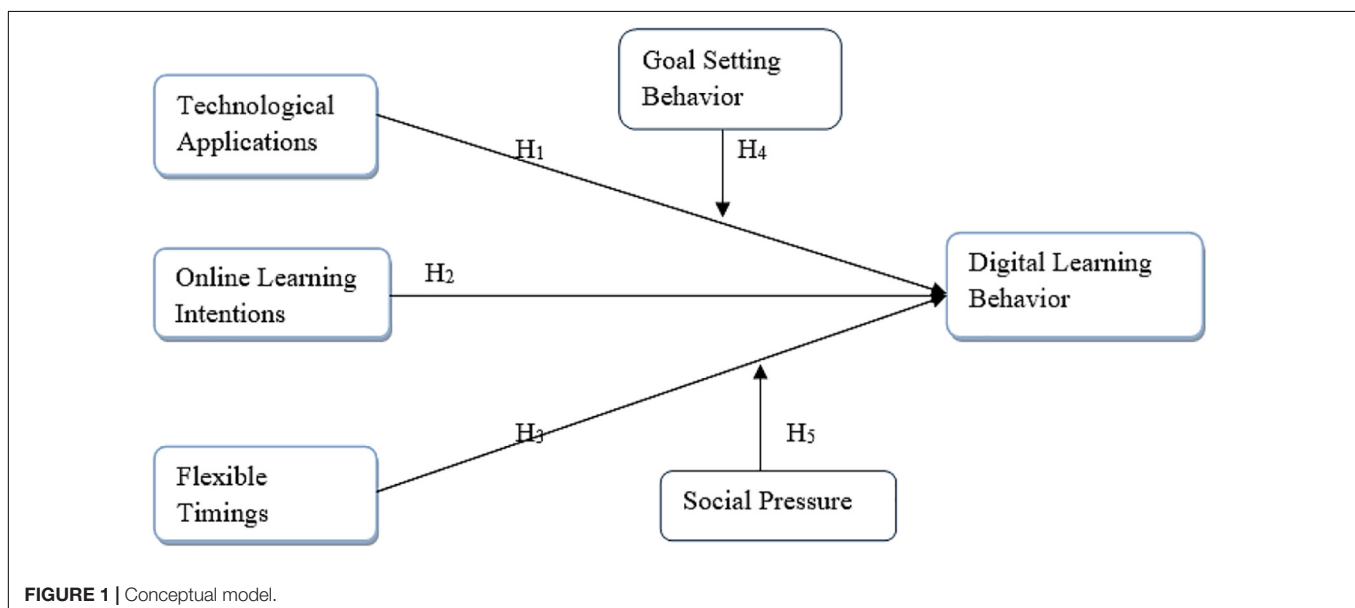 Goal Setting
Behavior
Technological
Applications
H1
H4
Online Learning
Intentions
H2
Digital Learning
Behavior
Flexible
Timings
H3
H5
Social Pressure
FIGURE 1 | Conceptual model.